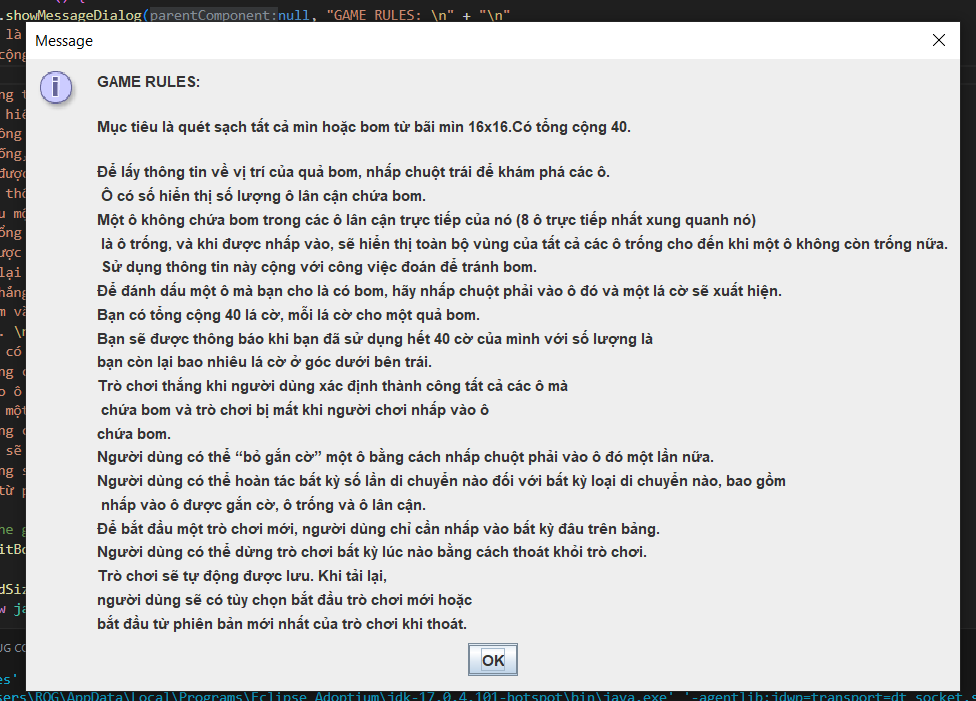 .showMessageDialog(parentComponent:null, "GAME RULES: \n" + "\n"
Message
GAME RULES:
Mục tiêu là quét sạch tất cả mìn hoặc bom từ bãi mìn 16x16.Có tổng cộng 40.
Để lấy thông tin về vị trí của quả bom, nhấp chuột trái để khám phá các ô.
Ô có số hiển thị số lượng ô lân cận chứa bom.
Một ô không chứa bom trong các ô lân cận trực tiếp của nó (8 ô trực tiếp nhất xung quanh nó)
là ô trống, và khi được nhấp vào, sẽ hiển thị toàn bộ vùng của tất cả các ô trống cho đến khi một ô không còn trống nữa.
Sử dụng thông tin này cộng với công việc đoán để tránh bom.
Để đánh dấu một ô mà bạn cho là có bom, hãy nhấp chuột phải vào ô đó và một lá cờ sẽ xuất hiện.
Bạn có tổng cộng 40 lá cờ, mỗi lá cờ cho một quả bom.
Bạn sẽ được thông báo khi bạn đã sử dụng hết 40 cờ của mình với số lượng là
bạn còn lại bao nhiêu lá cờ ở góc dưới bên trái.
Trò chơi thắng khi người dùng xác định thành công tất cả các ô mà
chứa bom và trò chơi bị mất khi người chơi nhấp vào ô
chứa bom.
Người dùng có thể “bỏ gắn cờ” một ô bằng cách nhấp chuột phải vào ô đó một lần nữa.
Người dùng có thể hoàn tác bất kỳ số lần di chuyển nào đối với bất kỳ loại di chuyển nào, bao gồm
nhấp vào ô được gắn cờ, ô trống và ô lân cận.
Để bắt đầu một trò chơi mới, người dùng chỉ cần nhấp vào bất kỳ đâu trên bảng.
Người dùng có thể dừng trò chơi bất kỳ lúc nào bằng cách thoát khỏi trò chơi.
Trò chơi sẽ tự động được lưu. Khi tải lại,
người dùng sẽ có tùy chọn bắt đầu trò chơi mới hoặc
bắt đầu từ phiên bản mới nhất của trò chơi khi thoát.
OK
sers\ROG\AppData\Local\Programs\Eclipse Adoptium\jdk-17.0.4.101-hotspot\bin\java.exe' '-agentlib:jdwp=transport=dt_socket,s